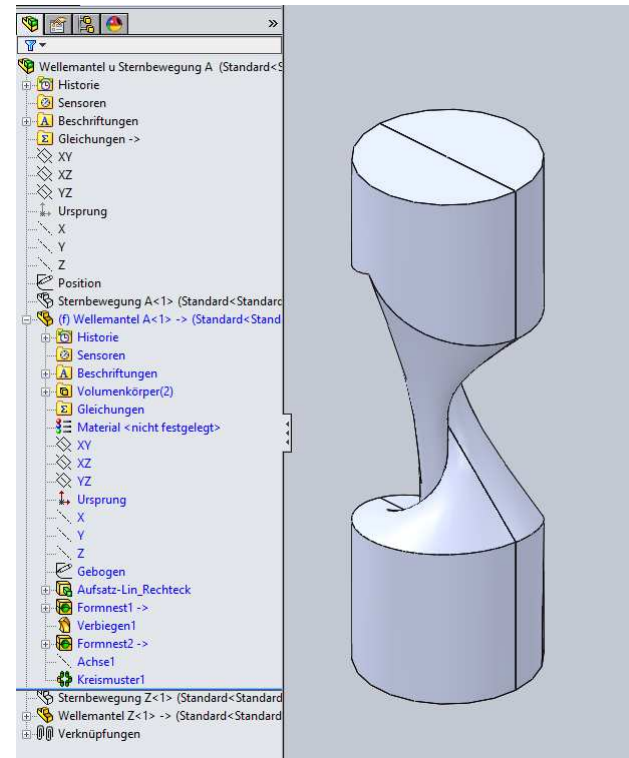 »
Wellemantel u Sternbewegung A (Standard<S
Historie
Sensoren
A Beschriftungen
Σ Gleichungen ->
XY
XZ
YZ
Ursprung
X
Y
Z
Position
Sternbewegung A<1> (Standard<Standard
(f) Wellemantel A<1> -> (Standard<Stand
Historie
Sensoren
A Beschriftungen
Volumenkörper(2)
Σ Gleichungen
Material <nicht festgelegt>
XY
XZ
YZ
Ursprung
X
Y
Z
Gebogen
Aufsatz-Lin_Rechteck
Formnest1 ->
Verbiegen1
Formnest2 ->
Achse1
Kreismuster1
Sternbewegung Z<1> (Standard<Standard
Wellemantel Z<1> -> (Standard<Standard
Verknüpfungen